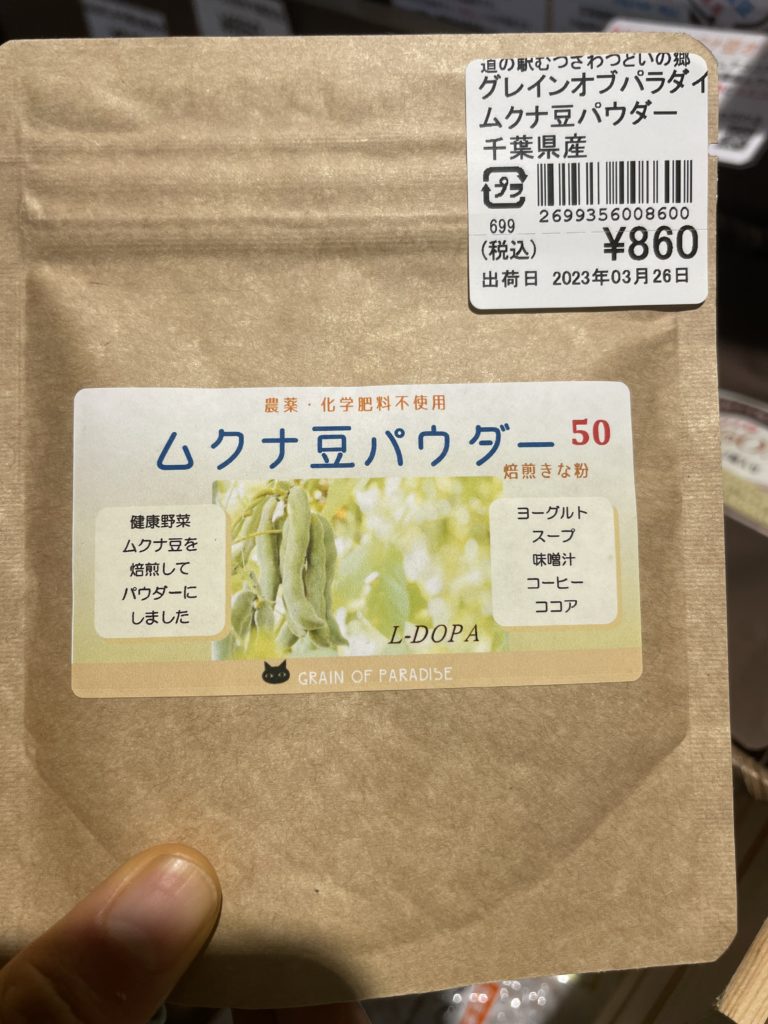 道の駅むつざわつどいの郷
グレインオブパラダイ
ムクナ豆パウダー
千葉県産
プラ
2699356008600
699
(税込) ¥860
出荷日 2023年03月26日
農薬・化学肥料不使用
ムクナ豆パウダー 50
焙煎きな粉
健康野菜
ムクナ豆を
焙煎して
パウダーに
しました
ヨーグルト
スープ
味噌汁
コーヒー
ココア
L-DOPA
GRAIN OF PARADISE